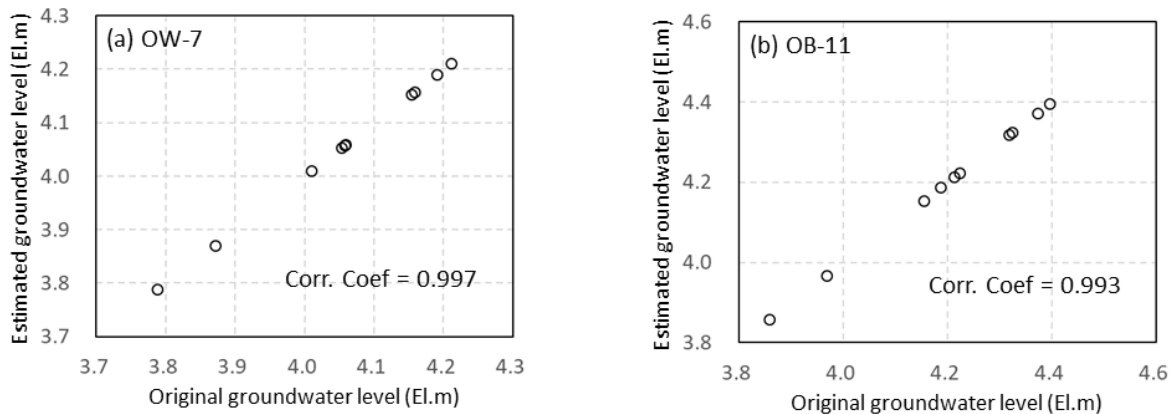 (a) OW-7
Estimated groundwater level (El.m)
4.3
4.2
4.1
4.0
3.9
3.8
3.7
Corr. Coef = 0.997
3.7 3.8 3.9 4.0 4.1 4.2 4.3
Original groundwater level (El.m)
(b) OB-11
Estimated groundwater level (El.m)
4.6
4.4
4.2
4.0
3.8
Corr. Coef = 0.993
3.8 4.0 4.2 4.4 4.6
Original groundwater level (El.m)